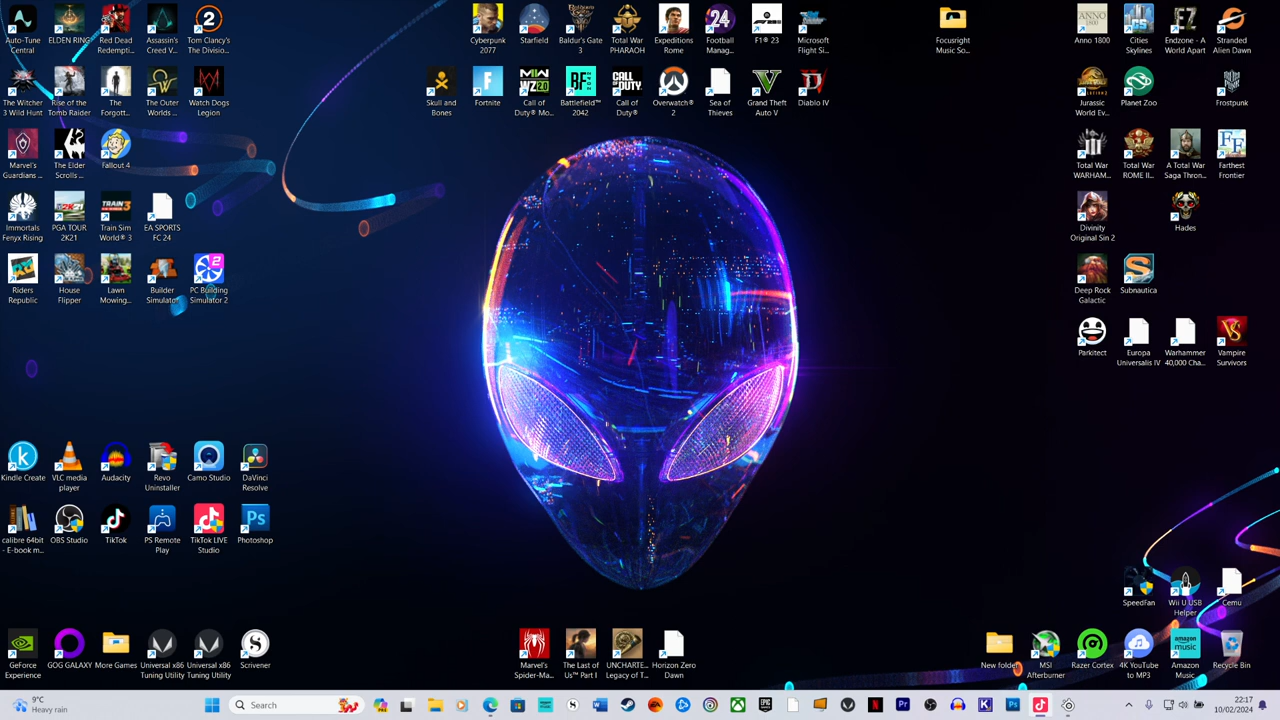 Auto-Tune Central
ELDEN RING
Red Dead Redempti...
Assassin's Creed V...
Tom Clancy's The Divisio...
Cyberpunk 2077
Starfield
Baldur's Gate 3
Total War PHARAOH
Expeditions Rome
Football Manag...
F1® 23
Microsoft Flight Si...
Focusright Music So...
Anno 1800
Cities Skylines
Endzone - A World Apart
Stranded Alien Dawn
The Witcher 3 Wild Hunt
Rise of the Tomb Raider
The Forgott...
The Outer Worlds ...
Watch Dogs Legion
Skull and Bones
Fortnite
Call of Duty® Mo...
Battlefield™ 2042
Call of Duty®
Overwatch® 2
Sea of Thieves
Grand Theft Auto V
Diablo IV
Jurassic World Ev...
Planet Zoo
Frostpunk
Marvel's Guardians ...
The Elder Scrolls ...
Fallout 4
Total War WARHAM...
Total War ROME II...
A Total War Saga Thron...
Farthest Frontier
Immortals Fenyx Rising
PGA TOUR 2K21
Train Sim World® 3
EA SPORTS FC 24
Divinity Original Sin 2
Hades
Riders Republic
House Flipper
Lawn Mowing...
Builder Simulator
PC Building Simulator 2
Deep Rock Galactic
Subnautica
Parkitect
Europa Universalis IV
Warhammer 40,000 Cha...
Vampire Survivors
Kindle Create
VLC media player
Audacity
Revo Uninstaller
Camo Studio
DaVinci Resolve
calibre 64bit - E-book m...
OBS Studio
TikTok
PS Remote Play
TikTok LIVE Studio
Photoshop
SpeedFan
Wii U USB Helper
Cemu
GeForce Experience
GOG GALAXY
More Games
Universal x86 Tuning Utility
Universal x86 Tuning Utility
Scrivener
Marvel's Spider-Ma...
The Last of Us™ Part I
UNCHARTE... Legacy of T...
Horizon Zero Dawn
New folder
MSI Afterburner
Razer Cortex
4K YouTube to MP3
Amazon Music
Recycle Bin
9°C
Heavy rain
Search
22:17
10/02/2024